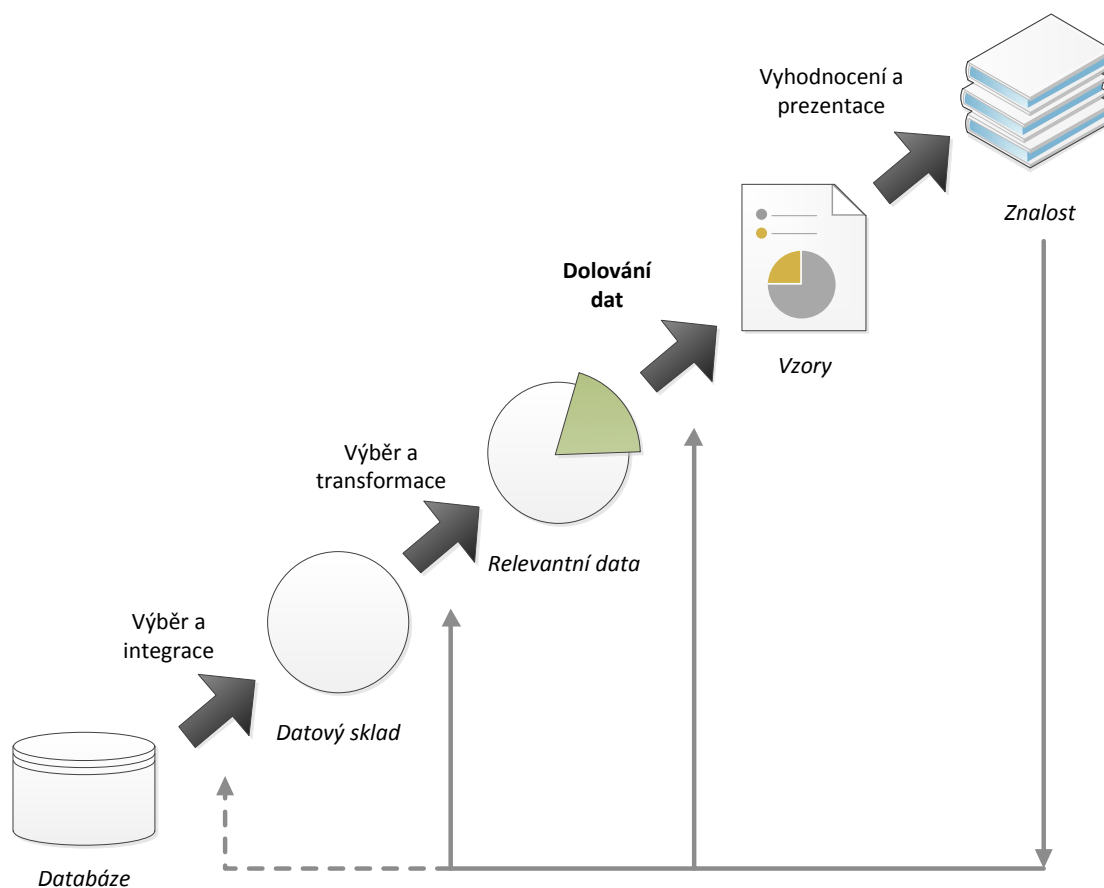 Vyhodnocení a
prezentace
Znalost
Dolování
dat
Vzory
Výběr a
transformace
Relevantní data
Výběr a
integrace
Datový sklad
Databáze